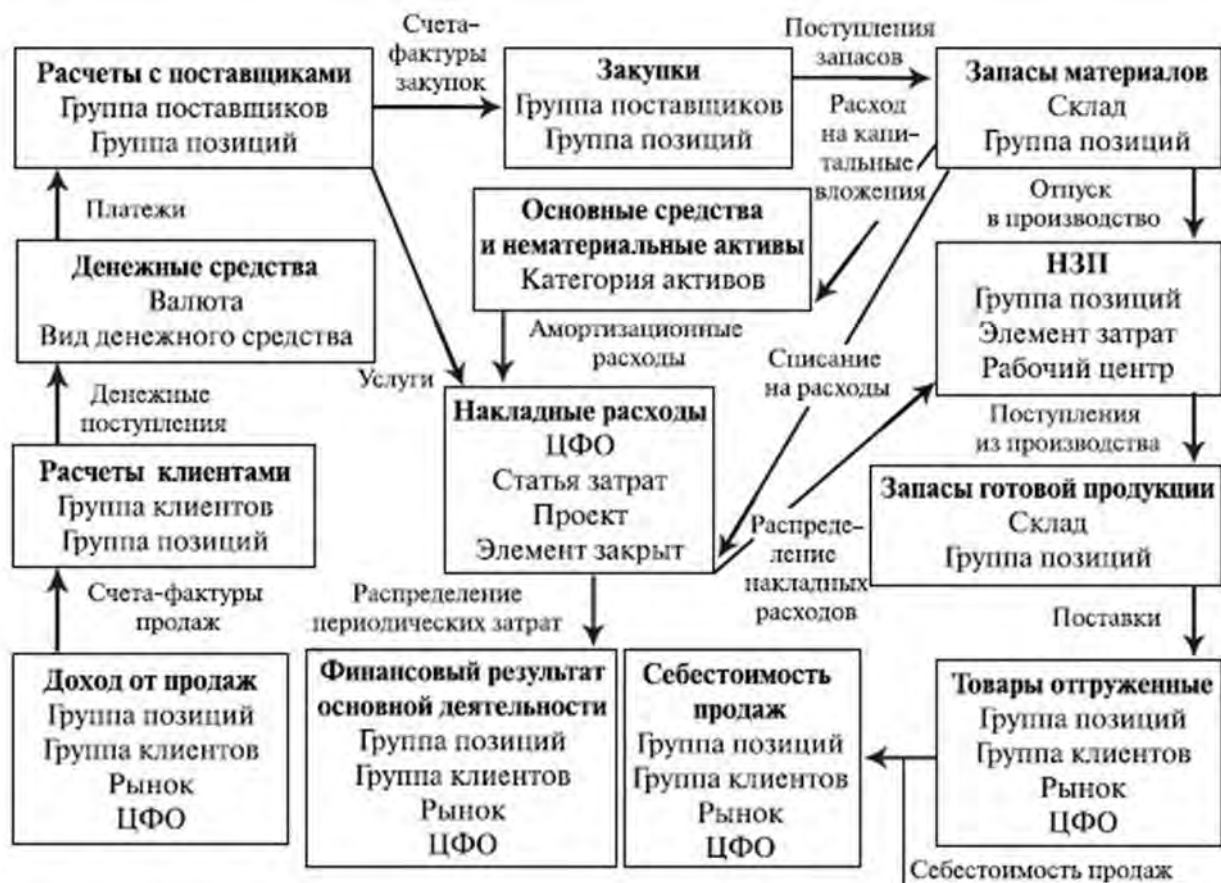 Расчеты с поставщиками
Группа поставщиков
Группа позиций
Счета-
фактуры
закупок
Закупки
Группа поставщиков
Группа позиций
Поступления
запасов
Запасы материалов
Склад
Группа позиций
Расход
на капи-
тальные
вложения
Платежи
Основные средства
и нематериальные активы
Категория активов
Отпуск
в производство
Денежные средства
Валюта
Вид денежного средства
НЗП
Группа позиций
Элемент затрат
Рабочий центр
Амортизационные
расходы
Услуги
Списание
на расходы
Денежные
поступления
Накладные расходы
ЦФО
Статья затрат
Проект
Элемент закрыт
Поступления
из производства
Расчеты клиентами
Группа клиентов
Группа позиций
Запасы готовой продукции
Склад
Группа позиций
Распреде-
ление
накладных
расходов
Счета-фактуры
продаж
Распределение
периодических затрат
Поставки
Доход от продаж
Группа позиций
Группа клиентов
Рынок
ЦФО
Финансовый результат
основной деятельности
Группа позиций
Группа клиентов
Рынок
ЦФО
Себестоимость
продаж
Группа позиций
Группа клиентов
Рынок
ЦФО
Товары отгруженные
Группа позиций
Группа клиентов
Рынок
ЦФО
Себестоимость продаж